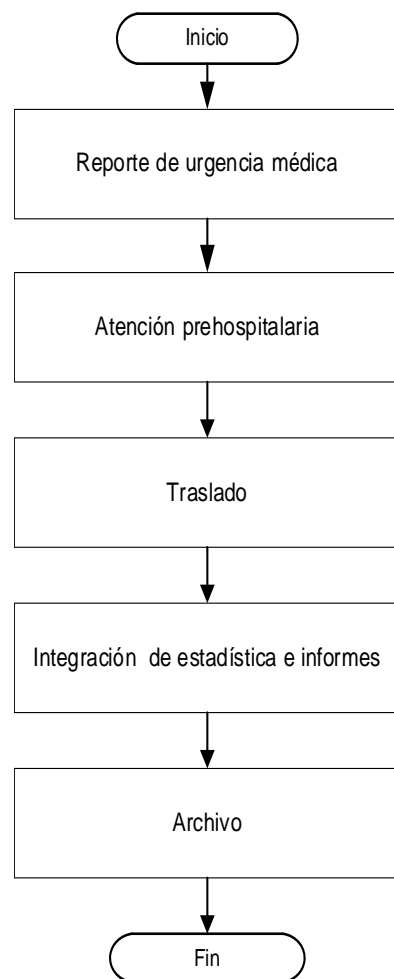 Inicio
Reporte de urgencia médica
Atención prehospitalaria
Traslado
Integración de estadística e informes
Archivo
Fin